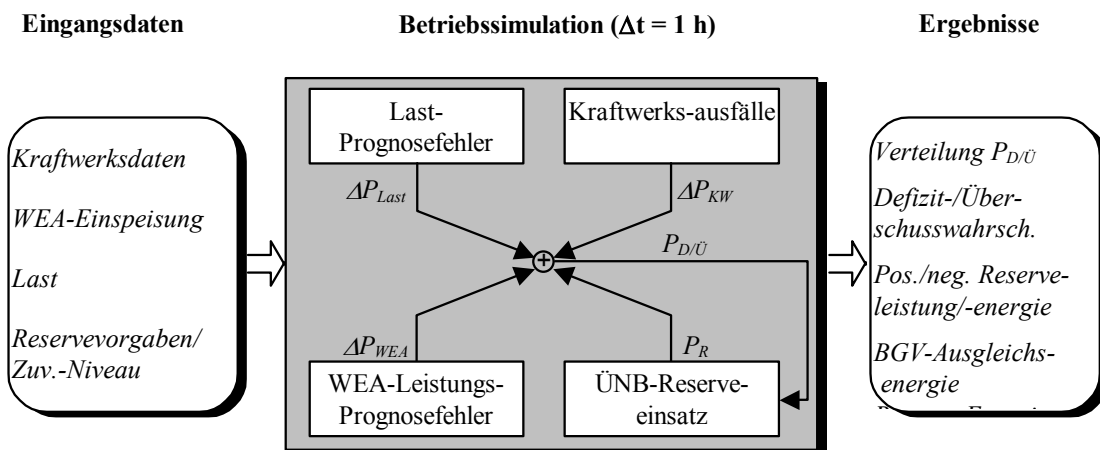 Eingangsdaten
Betriebssimulation (Δt = 1 h)
Ergebnisse
Kraftwerksdaten
WEA-Einspeisung
Last
Reservevorgaben/
Zuv.-Niveau
Last-
Prognosefehler
Kraftwerks-ausfälle
ΔP_Last
ΔP_KW
P_D/Ü
ΔP_WEA
P_R
WEA-Leistungs-
Prognosefehler
ÜNB-Reserve-
einsatz
Verteilung P_D/Ü
Defizit-/Über-
schusswahrsch.
Pos./neg. Reserve-
leistung/-energie
BGV-Ausgleichs-
energie